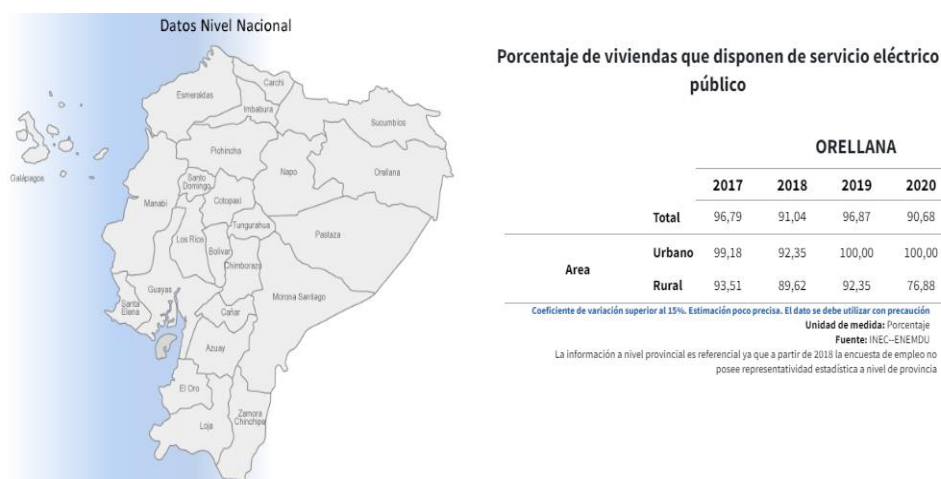 Datos Nivel Nacional
Carchi
Esmeraldas
Imbabura
Sucumbios
Pichincha
Galápagos
Napo
Orellana
Santo
Domingo
Manabi
Cotopaxi
Los Ríos
Tungurahua
Pastaza
Bolívar
Chimborazo
Guayas
Santa
Elena
Morona Santiago
Cañar
Azuay
El Oro
Zamora
Chinchipe
Loja
Porcentaje de viviendas que disponen de servicio eléctrico
público
ORELLANA
2017 2018 2019 2020
Total 96,79 91,04 96,87 90,68
Area
Urbano 99,18 92,35 100,00 100,00
Rural 93,51 89,62 92,35 76,88
Coeficiente de variación superior al 15%. Estimación poco precisa. El dato se debe utilizar con precaución
Unidad de medida: Porcentaje
Fuente: INEC--ENEMDU
La información a nivel provincial es referencial ya que a partir de 2018 la encuesta de empleo no
posee representatividad estadística a nivel de provincia